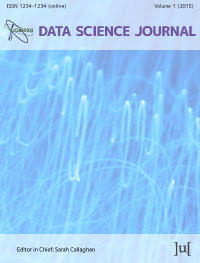 ISSN 1234-1234 (online)
Volume 1 (2015)
DATA SCIENCE JOURNAL
Editor in Chief: Sarah Callaghan
]u[